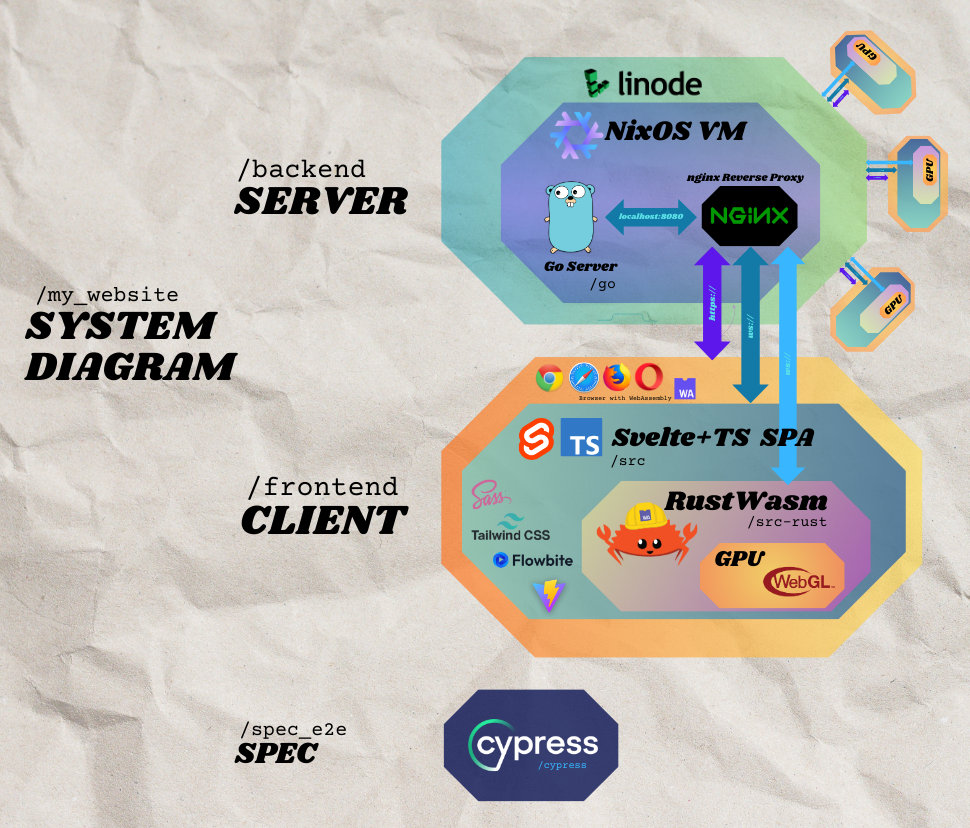 linode
NixOS VM
/backend
SERVER
nginx Reverse Proxy
NGiNX
localhost:8080
Go Server
/go
/my_website
SYSTEM
DIAGRAM
GPU
GPU
GPU
https://
ws://
Browser with WebAssembly
WA
TS
Svelte+TS SPA
/src
/frontend
CLIENT
Sass
Tailwind CSS
Flowbite
RustWasm
/src-rust
GPU
WebGL™
/spec_e2e
SPEC
cypress
/cypress